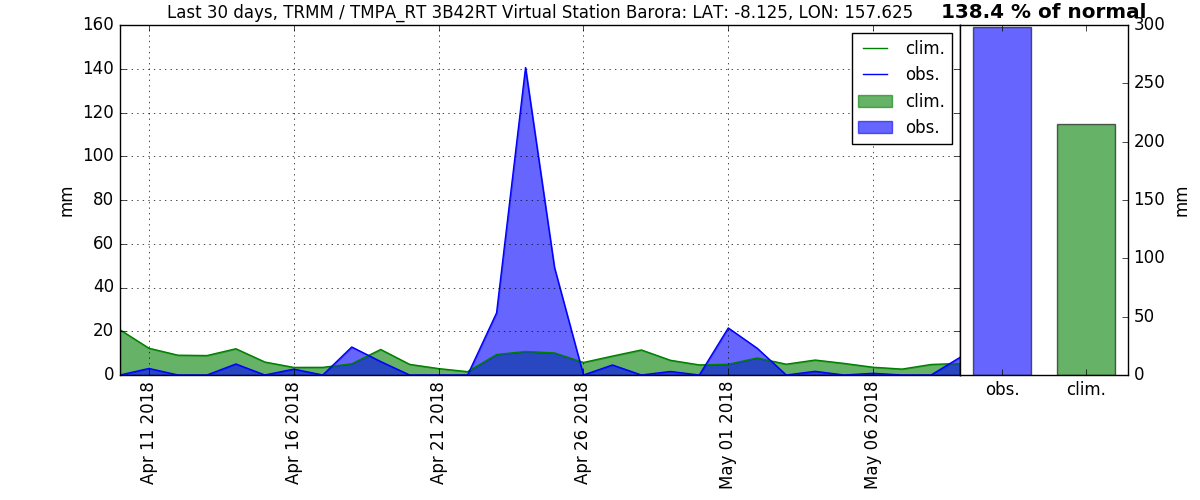 Last 30 days, TRMM / TMPA_RT 3B42RT Virtual Station Barora: LAT: -8.125, LON: 157.625
138.4 % of normal
160
140
120
100
80
60
40
20
0
mm
clim.
obs.
clim.
obs.
300
250
200
150
100
50
0
mm
Apr 11 2018
Apr 16 2018
Apr 21 2018
Apr 26 2018
May 01 2018
May 06 2018
obs.
clim.